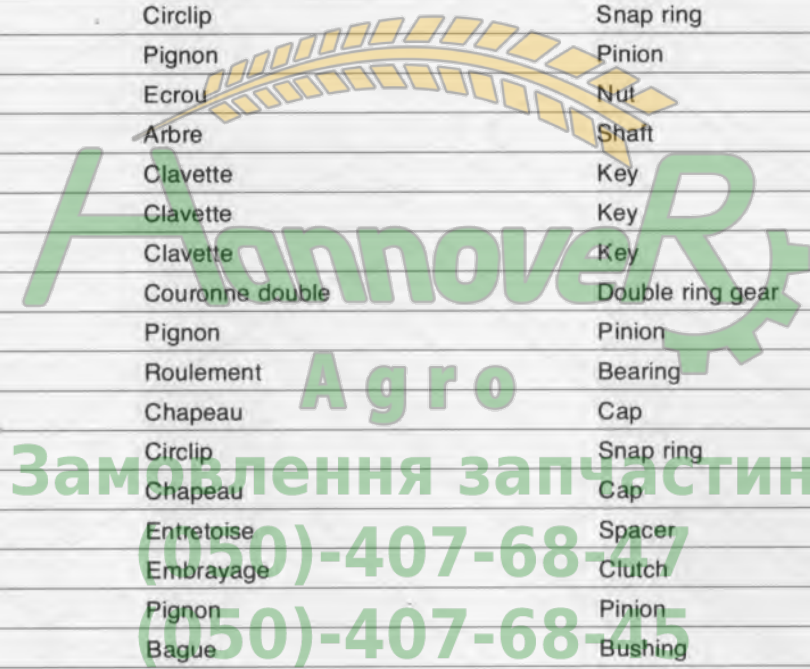 Circlip Snap ring
Pignon Pinion
Ecrou Nut
Arbre Shaft
Clavette Key
Clavette Key
Clavette Key
Couronne double Double ring gear
Pignon Pinion
Roulement Bearing
Chapeau Cap
Circlip Snap ring
Chapeau Cap
Entretoise Spacer
Embrayage Clutch
Pignon Pinion
Bague Bushing
HannoveR
Agro
Замовлення запчастин
(050)-407-68-47
(050)-407-68-45